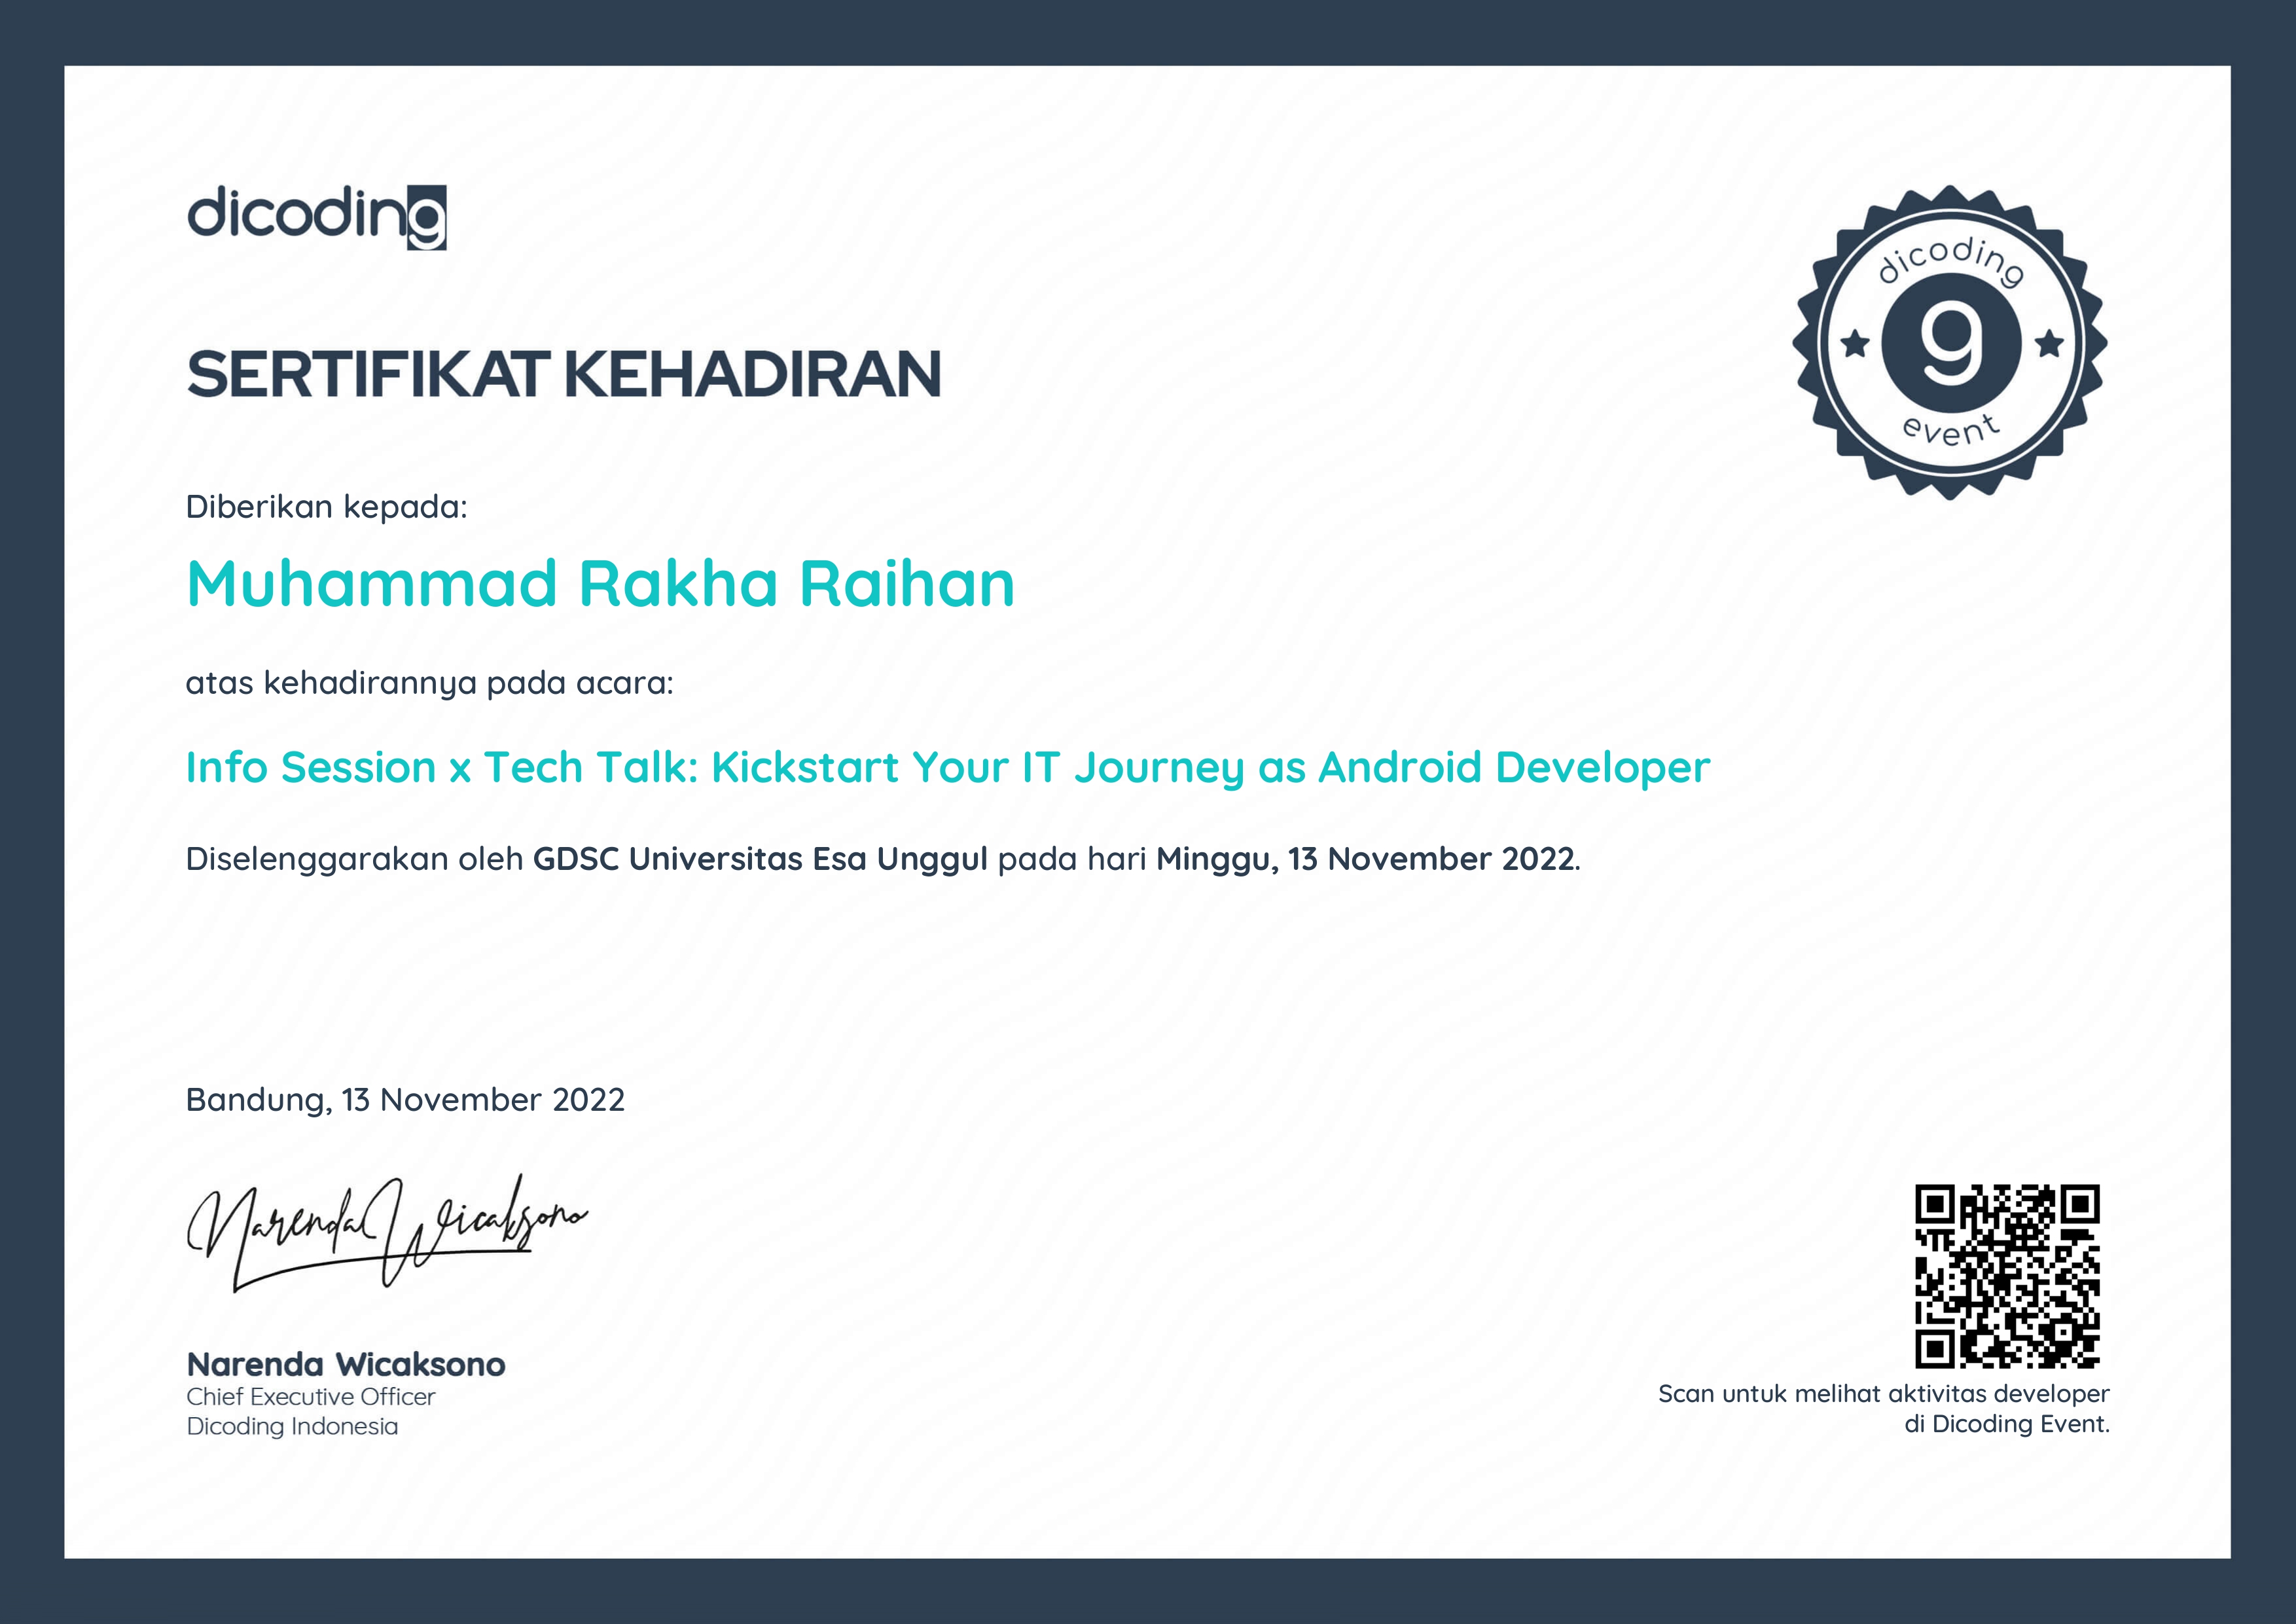 dicoding
dicoding
g
event
SERTIFIKAT KEHADIRAN
Diberikan kepada:
Muhammad Rakha Raihan
atas kehadirannya pada acara:
Info Session x Tech Talk: Kickstart Your IT Journey as Android Developer
Diselenggarakan oleh GDSC Universitas Esa Unggul pada hari Minggu, 13 November 2022.
Bandung, 13 November 2022
Narenda Wicaksono
Narenda Wicaksono
Chief Executive Officer
Dicoding Indonesia
Scan untuk melihat aktivitas developer
di Dicoding Event.